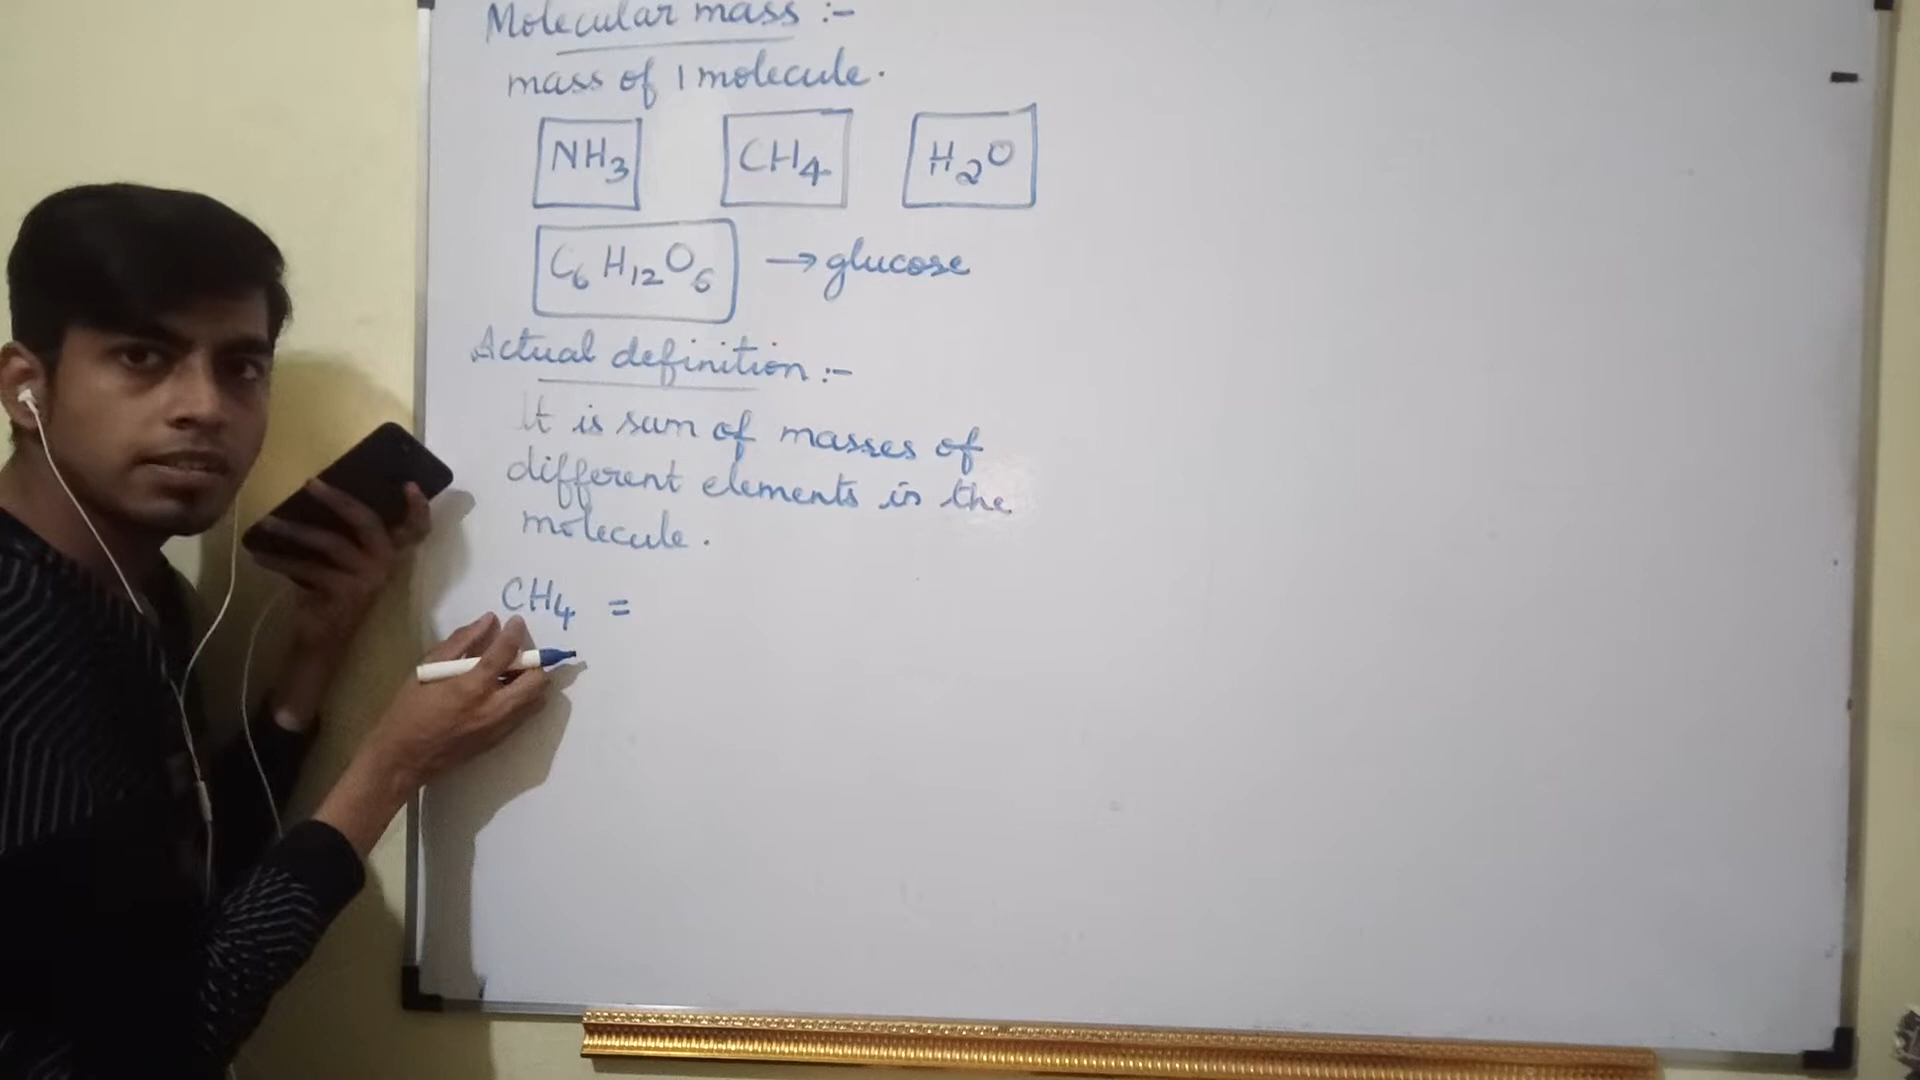 Molecular mass :-
mass of 1 molecule.
NH₃ CH₄ H₂O
C₆H₁₂O₆ → glucose
Actual definition :-
It is sum of masses of
different elements in the
molecule.
CH₄ =